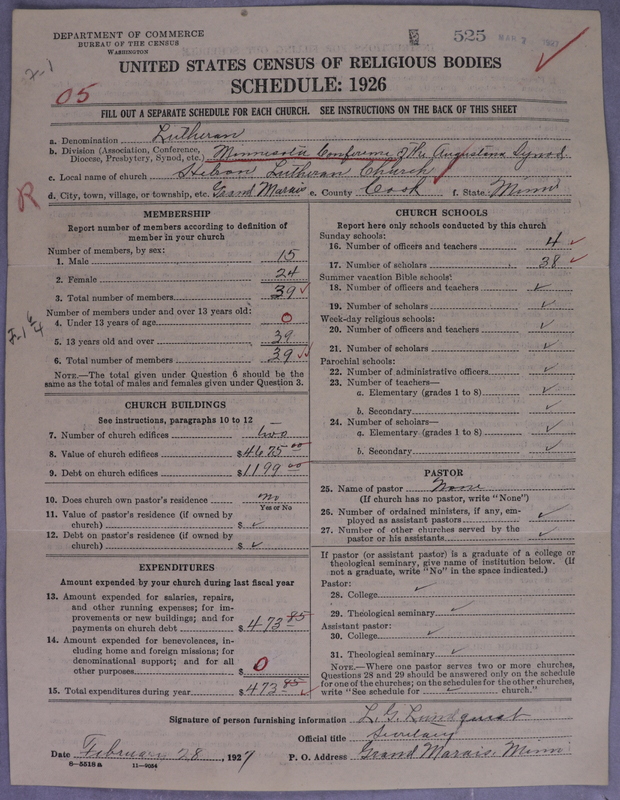 DEPARTMENT OF COMMERCE
BUREAU OF THE CENSUS
WASHINGTON
525
MAR 7 1927
UNITED STATES CENSUS OF RELIGIOUS BODIES
SCHEDULE: 1926
05
FILL OUT A SEPARATE SCHEDULE FOR EACH CHURCH. SEE INSTRUCTIONS ON THE BACK OF THIS SHEET
a. Denomination Lutheran
b. Division (Association, Conference, Diocese, Presbytery, Synod, etc.) Minnesota Conference of the Augustana Synod
c. Local name of church Lutheran Church
d. City, town, village, or township, etc. Grand Marais e. County Cook f. State Minn
R
MEMBERSHIP
Report number of members according to definition of member in your church
Number of members, by sex:
1. Male 15
2. Female 24
3. Total number of members 39
Number of members under and over 13 years old:
4. Under 13 years of age 0
5. 13 years old and over 39
6. Total number of members 39
NOTE.—The total given under Question 6 should be the same as the total of males and females given under Question 3.
CHURCH BUILDINGS
See instructions, paragraphs 10 to 12
7. Number of church edifices two
8. Value of church edifices $4675 00
9. Debt on church edifices $1199 00
10. Does church own pastor's residence no
Yes or No
11. Value of pastor's residence (if owned by church) $ ✓
12. Debt on pastor's residence (if owned by church) $ ✓
EXPENDITURES
Amount expended by your church during last fiscal year
13. Amount expended for salaries, repairs, and other running expenses; for improvements or new buildings; and for payments on church debt $473 85
14. Amount expended for benevolences, including home and foreign missions; for denominational support; and for all other purposes $ 0
15. Total expenditures during year $473 85
CHURCH SCHOOLS
Report here only schools conducted by this church
Sunday schools:
16. Number of officers and teachers 4
17. Number of scholars 38
Summer vacation Bible schools:
18. Number of officers and teachers ✓
19. Number of scholars ✓
Week-day religious schools:
20. Number of officers and teachers ✓
21. Number of scholars ✓
Parochial schools:
22. Number of administrative officers ✓
23. Number of teachers—
a. Elementary (grades 1 to 8) ✓
b. Secondary ✓
24. Number of scholars—
a. Elementary (grades 1 to 8) ✓
b. Secondary ✓
PASTOR
25. Name of pastor None
(If church has no pastor, write "None")
26. Number of ordained ministers, if any, employed as assistant pastors ✓
27. Number of other churches served by the pastor or his assistants ✓
If pastor (or assistant pastor) is a graduate of a college or theological seminary, give name of institution below. (If not a graduate, write "No" in the space indicated.)
Pastor:
28. College ✓
29. Theological seminary ✓
Assistant pastor:
30. College ✓
31. Theological seminary ✓
NOTE.—Where one pastor serves two or more churches, Questions 28 and 29 should be answered only on the schedule for one of the churches; on the schedules for the other churches, write "See schedule for ✓ church."
Signature of person furnishing information L. G. Lundquist
Official title Secretary
Date February 28, 1927 P. O. Address Grand Marais, Minn
8—5518 a 11—9054